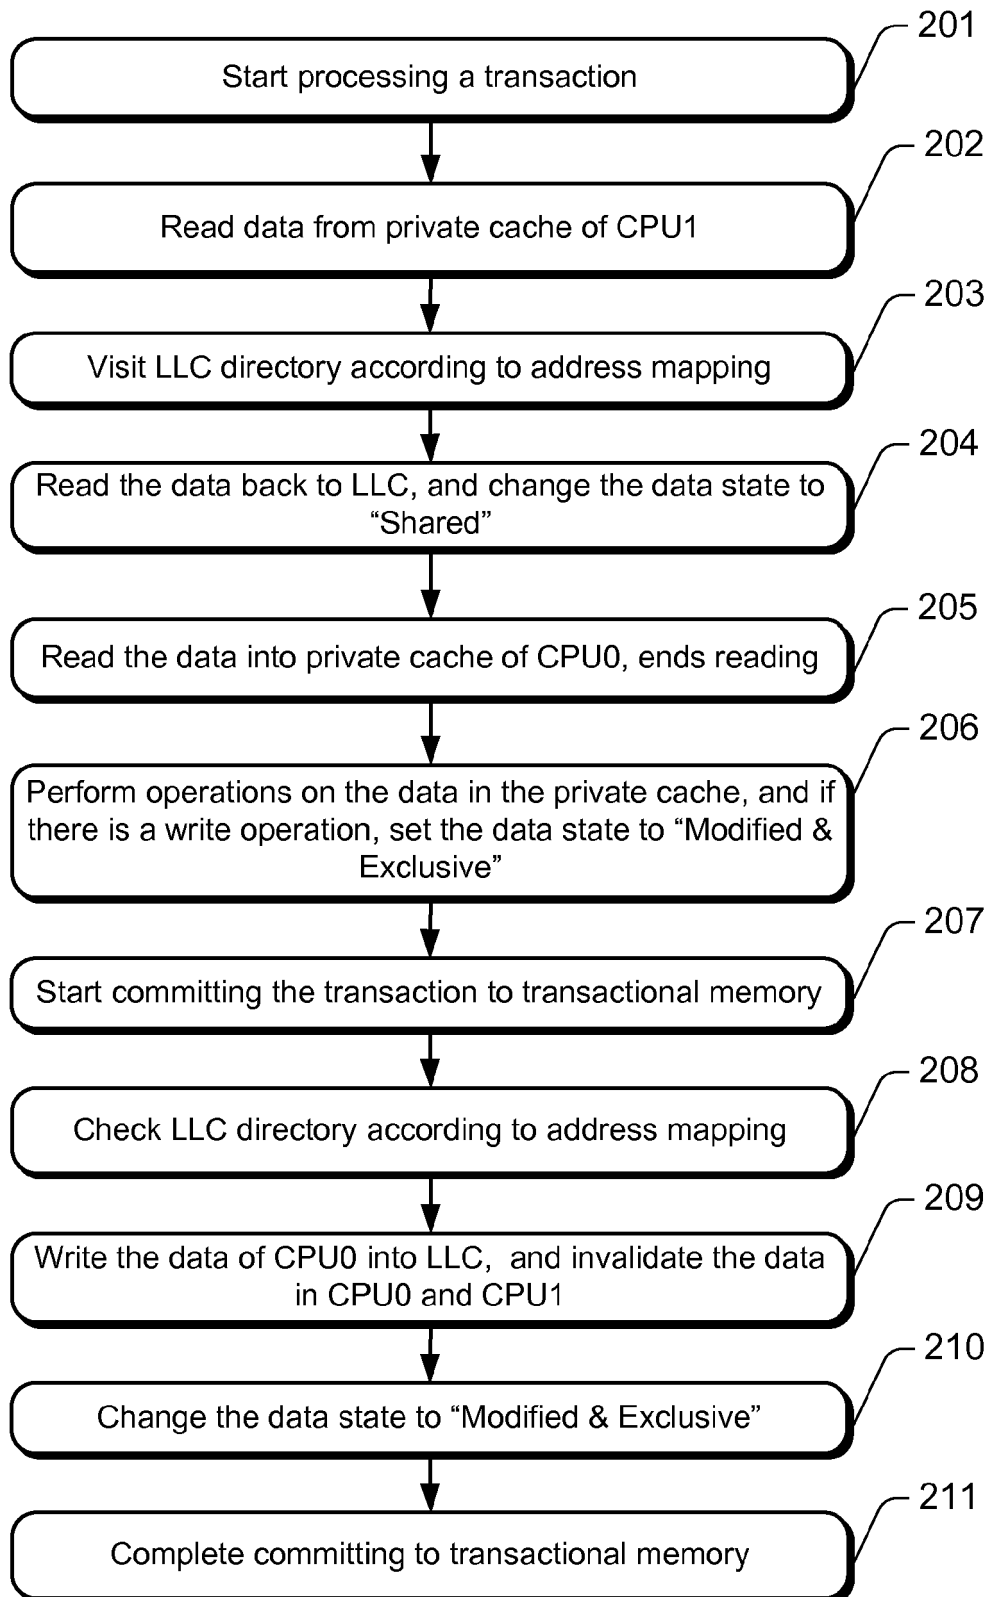 201
Start processing a transaction
202
Read data from private cache of CPU1
203
Visit LLC directory according to address mapping
204
Read the data back to LLC, and change the data state to
“Shared”
205
Read the data into private cache of CPU0, ends reading
206
Perform operations on the data in the private cache, and if
there is a write operation, set the data state to “Modified &
Exclusive”
207
Start committing the transaction to transactional memory
208
Check LLC directory according to address mapping
209
Write the data of CPU0 into LLC, and invalidate the data
in CPU0 and CPU1
210
Change the data state to “Modified & Exclusive”
211
Complete committing to transactional memory